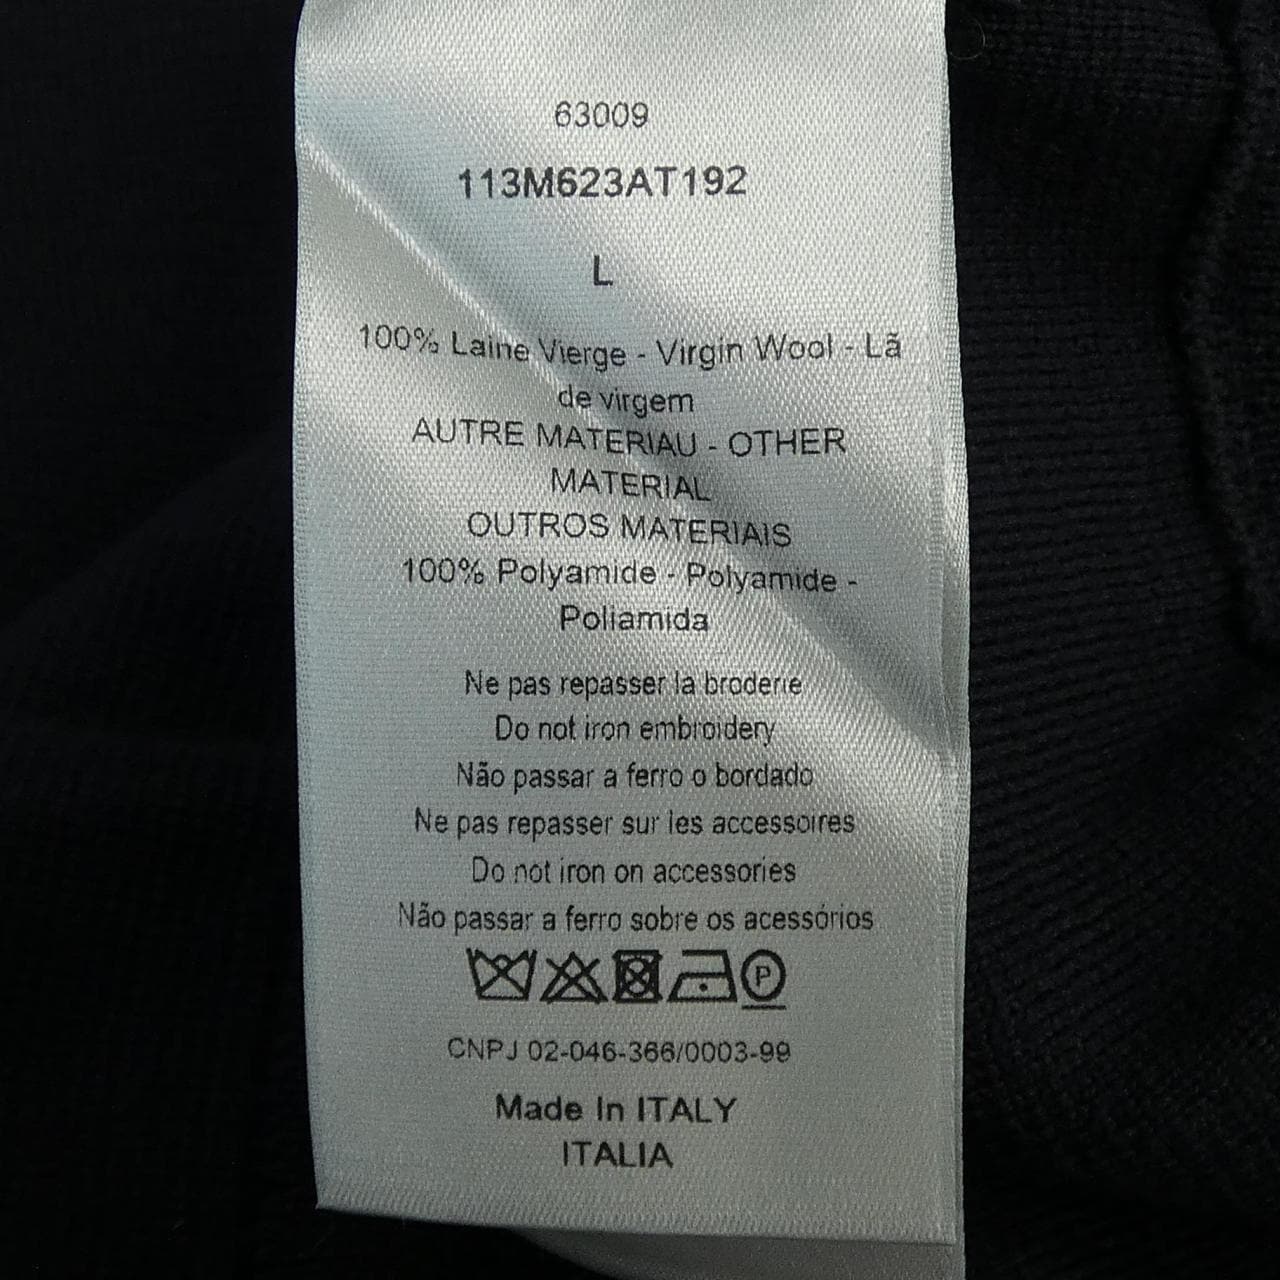 63009
113M623AT192
L
100% Laine Vierge - Virgin Wool - Lã
de virgem
AUTRE MATERIAU - OTHER
MATERIAL
OUTROS MATERIAIS
100% Polyamide - Polyamide -
Poliamida
Ne pas repasser la broderie
Do not iron embroidery
Não passar a ferro o bordado
Ne pas repasser sur les accessoires
Do not iron on accessories
Não passar a ferro sobre os acessórios
P
CNPJ 02-046-366/0003-99
Made In ITALY
ITALIA